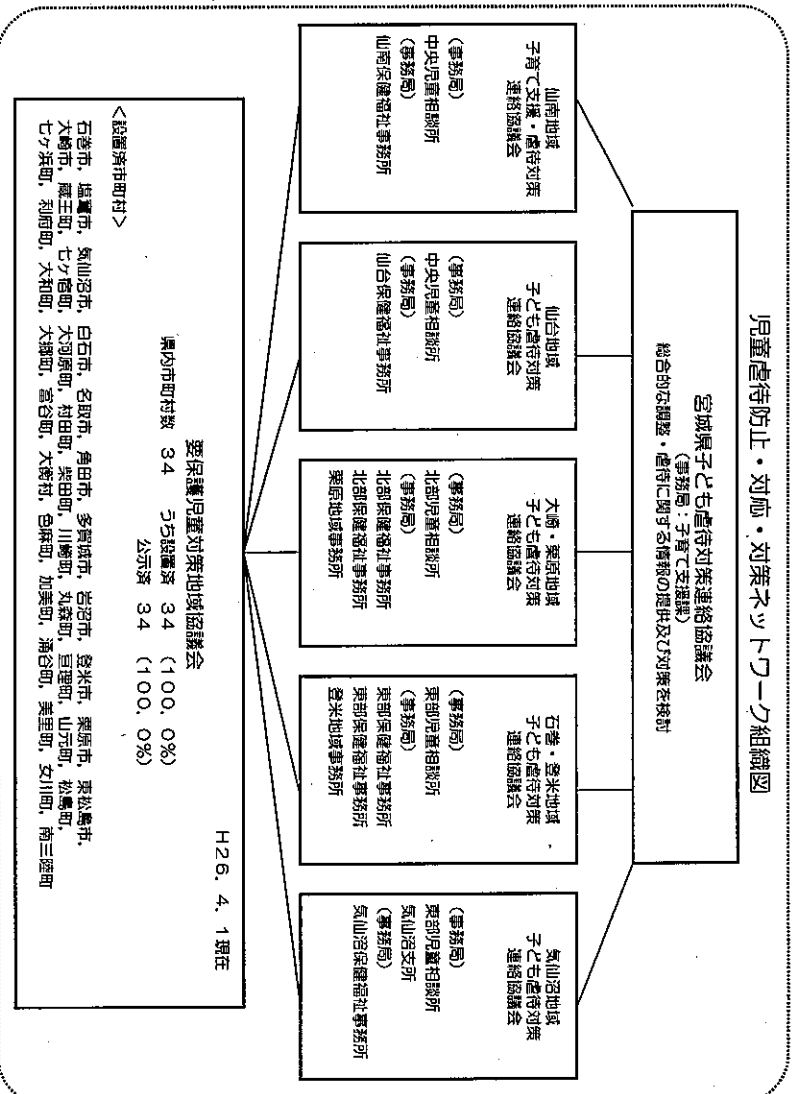 児童虐待防止・対応・対策ネットワーク組織図
宮城県子ども虐待対策連絡協議会
（事務局：子育て支援課）
総合的な調整・虐待に関する情報の提供及び対策を検討
仙南地域
子育て支援・虐待対策
連絡協議会
（事務局）
中央児童相談所
（事務局）
仙南保健福祉事務所
仙台地域
子ども虐待対策
連絡協議会
（事務局）
中央児童相談所
（事務局）
仙台保健福祉事務所
大崎・栗原地域
子ども虐待対策
連絡協議会
（事務局）
北部児童相談所
（事務局）
北部保健福祉事務所
北部保健福祉事務所
栗原地域事務所
石巻・登米地域
子ども虐待対策
連絡協議会
（事務局）
東部児童相談所
（事務局）
東部保健福祉事務所
東部保健福祉事務所
登米地域事務所
気仙沼地域
子ども虐待対策
連絡協議会
（事務局）
東部児童相談所
気仙沼支所
（事務局）
気仙沼保健福祉事務所
H26．4．1現在
要保護児童対策地域協議会
県内市町村数　34　うち設置済　34　（100．0％）
公示済　34　（100．0％）
＜設置済市町村＞
石巻市，塩竈市，気仙沼市，白石市，名取市，角田市，多賀城市，岩沼市，登米市，栗原市，東松島市，
大崎市，蔵王町，七ヶ宿町，大河原町，村田町，柴田町，川崎町，丸森町，亘理町，山元町，松島町，
七ヶ浜町，利府町，大和町，大郷町，富谷町，大衡村，色麻町，加美町，涌谷町，美里町，女川町，南三陸町